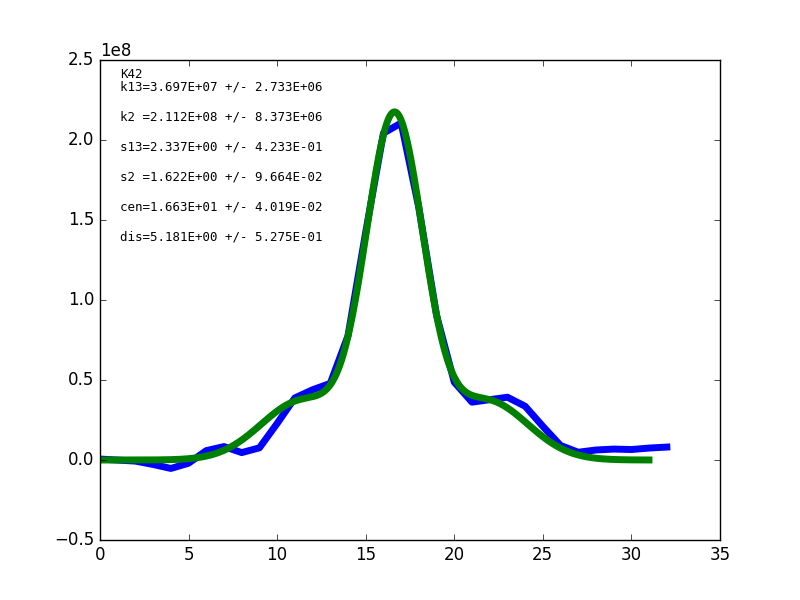 1e8
2.5
2.0
1.5
1.0
0.5
0.0
−0.5
K42
k13=3.697E+07 +/- 2.733E+06
k2 =2.112E+08 +/- 8.373E+06
s13=2.337E+00 +/- 4.233E-01
s2 =1.622E+00 +/- 9.664E-02
cen=1.663E+01 +/- 4.019E-02
dis=5.181E+00 +/- 5.275E-01
0 5 10 15 20 25 30 35